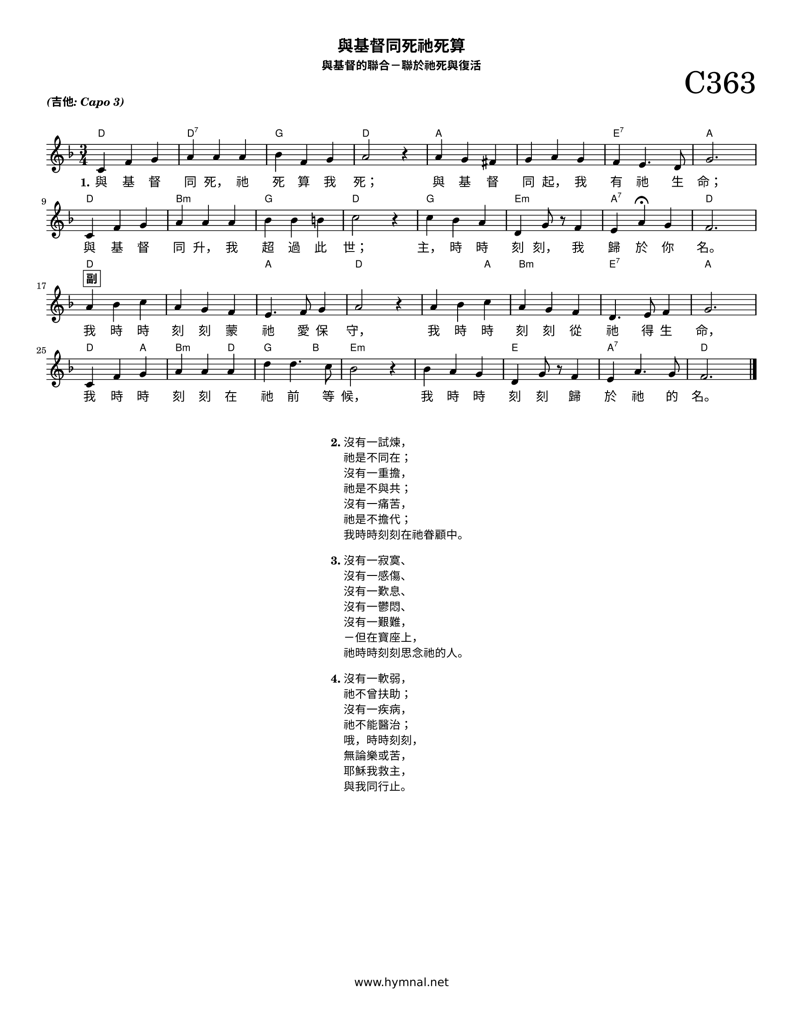 與基督同死祂死算
與基督的聯合－聯於祂死與復活
C363
(吉他: Capo 3)
D D7 G D A E7 A
1. 與 基 督 同 死， 祂 死 算 我 死； 與 基 督 同 起， 我 有 祂 生 命；
9 D Bm G D G Em A7 D
與 基 督 同 升， 我 超 過 此 世； 主， 時 時 刻 刻， 我 歸 於 你 名。
D A D A Bm E7 A
副
17
我 時 時 刻 刻 蒙 祂 愛 保 守， 我 時 時 刻 刻 從 祂 得 生 命，
25 D A Bm D G B Em E A7 G D
我 時 時 刻 刻 在 祂 前 等 候， 我 時 時 刻 刻 歸 於 祂 的 名。
2. 沒有一試煉，
祂是不同在；
沒有一重擔，
祂是不與共；
沒有一痛苦，
祂是不擔代；
我時時刻刻在祂眷顧中。
3. 沒有一寂寞、
沒有一感傷、
沒有一歎息、
沒有一鬱悶、
沒有一艱難，
－但在寶座上，
祂時時刻刻思念祂的人。
4. 沒有一軟弱，
祂不曾扶助；
沒有一疾病，
祂不能醫治；
哦，時時刻刻，
無論樂或苦，
耶穌我救主，
與我同行止。
www.hymnal.net